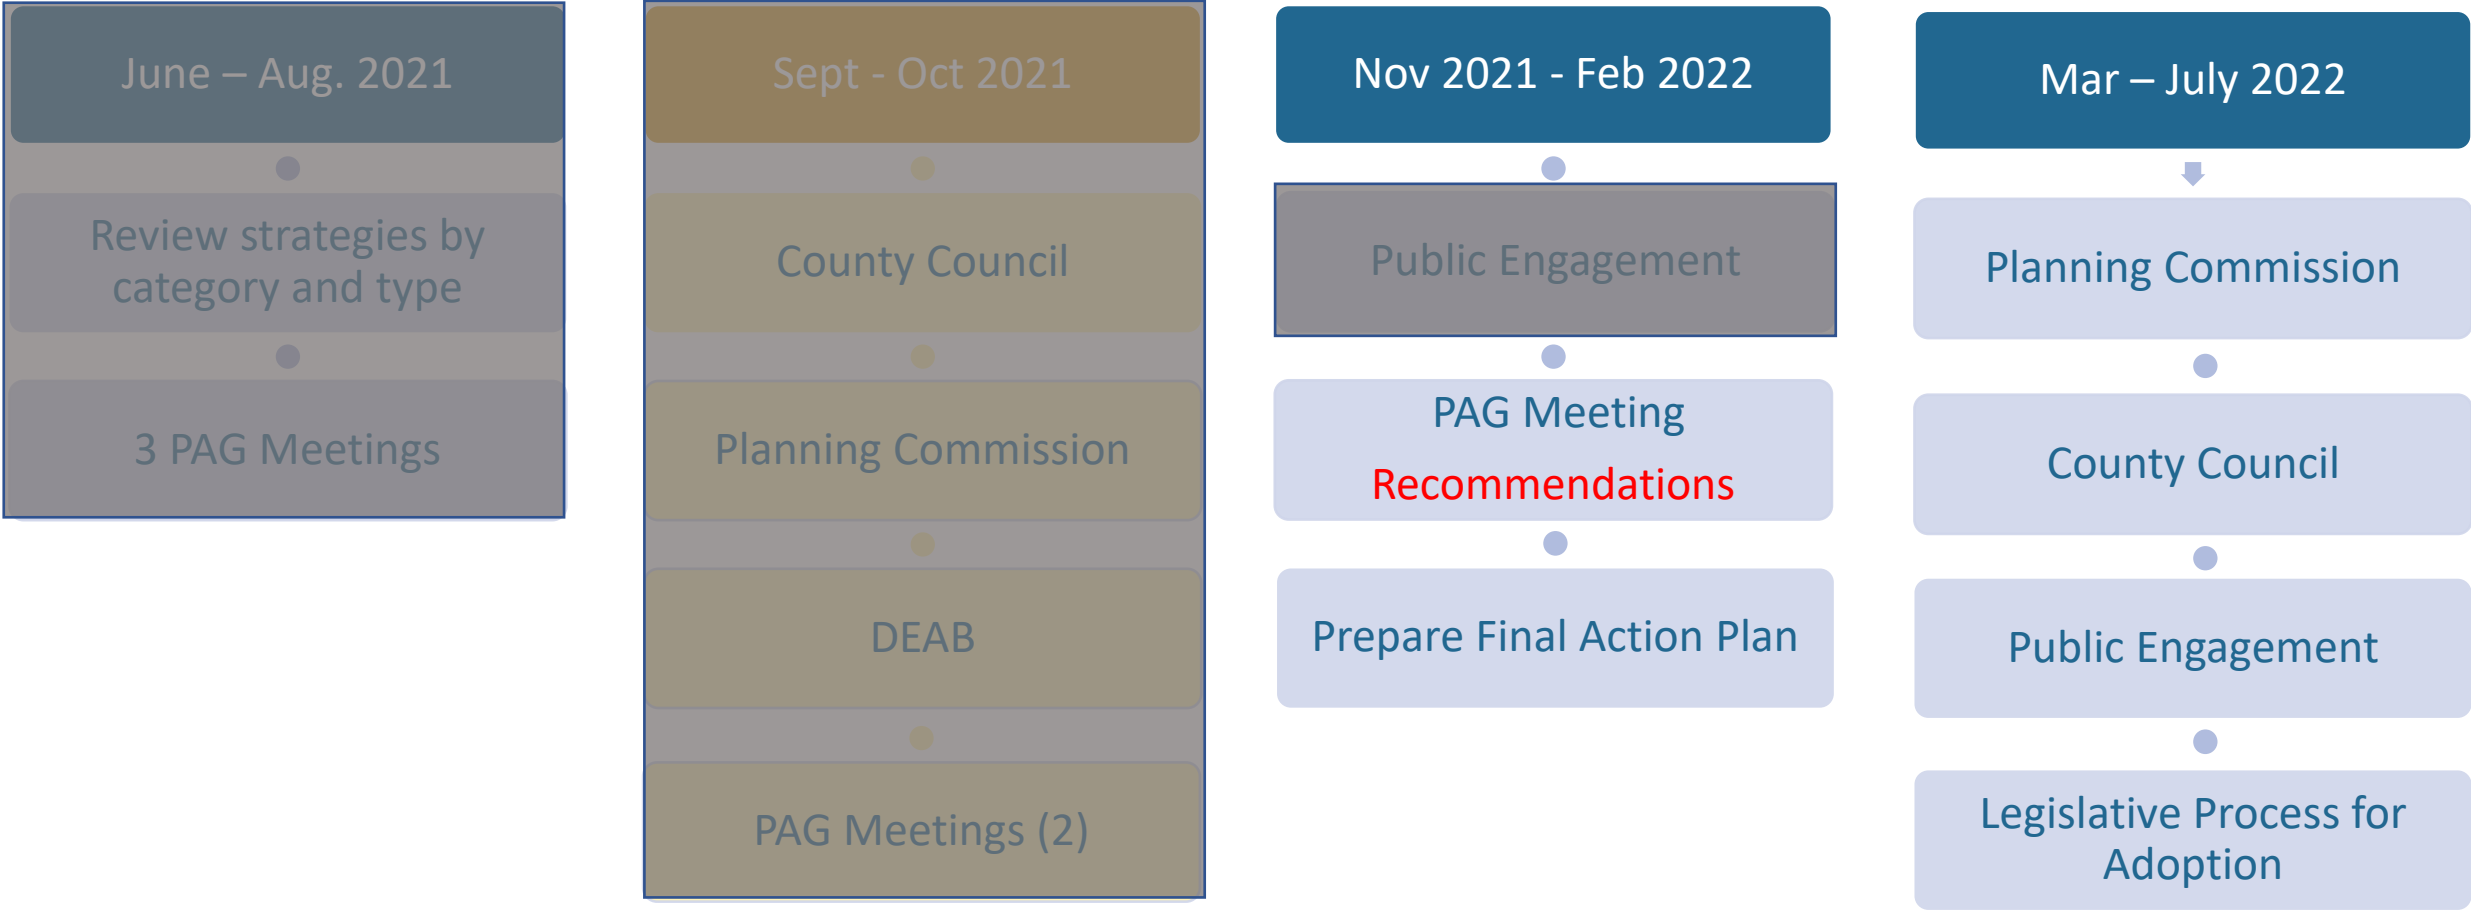 June – Aug. 2021
Review strategies by
category and type
3 PAG Meetings
Sept - Oct 2021
County Council
Planning Commission
DEAB
PAG Meetings (2)
Nov 2021 - Feb 2022
Public Engagement
PAG Meeting
Recommendations
Prepare Final Action Plan
Mar – July 2022
Planning Commission
County Council
Public Engagement
Legislative Process for
Adoption